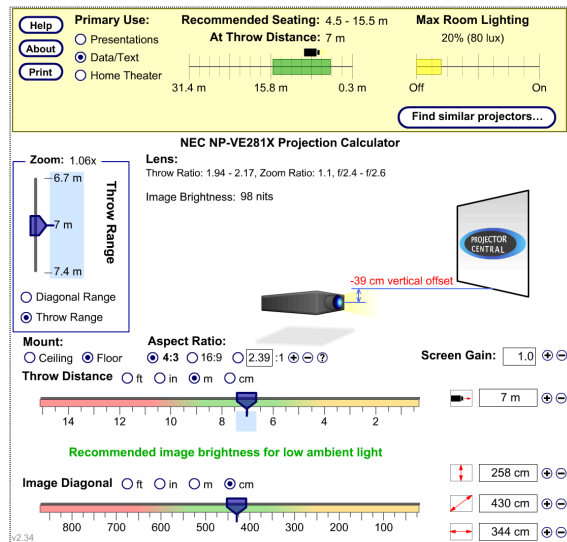 Help
About
Print
Primary Use:
Presentations
Data/Text
Home Theater
Recommended Seating: 4.5 - 15.5 m
At Throw Distance: 7 m
31.4 m 15.8 m 0.3 m
Max Room Lighting
20% (80 lux)
Off On
Find similar projectors…
NEC NP-VE281X Projection Calculator
Zoom: 1.06x
6.7 m
7 m
7.4 m
Throw Range
Diagonal Range
Throw Range
Lens:
Throw Ratio: 1.94 - 2.17, Zoom Ratio: 1.1, f/2.4 - f/2.6
Image Brightness: 98 nits
PROJECTOR
CENTRAL
-39 cm vertical offset
Mount:
Ceiling Floor
Aspect Ratio:
4:3 16:9 2.39 :1 ?
Screen Gain: 1.0
Throw Distance ft in m cm
14 12 10 8 6 4 2
7 m
Recommended image brightness for low ambient light
Image Diagonal ft in m cm
800 700 600 500 400 300 200 100
258 cm
430 cm
344 cm
v2.34